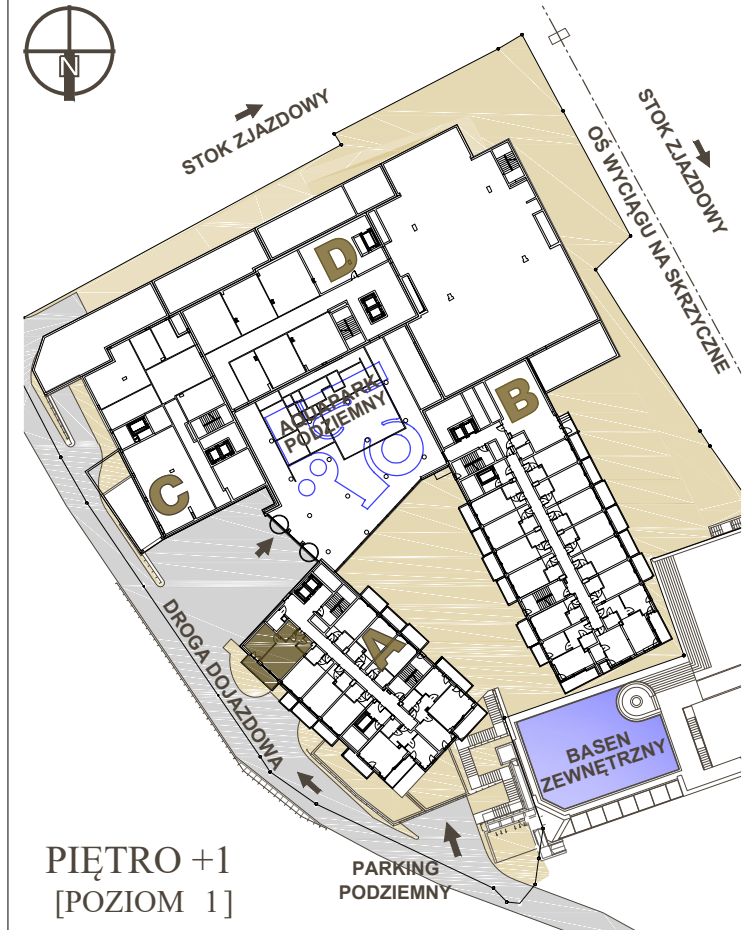 N
STOK ZJAZDOWY
STOK ZJAZDOWY
OŚ WYCIĄGU NA SKRZYCZNE
D
B
AQUAPARK
PODZIEMNY
C
A
DROGA DOJAZDOWA
BASEN
ZEWNĘTRZNY
PARKING
PODZIEMNY
PIĘTRO +1
[POZIOM 1]